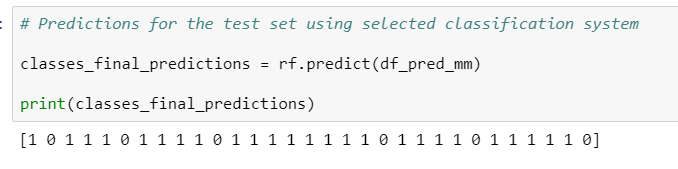 :
# Predictions for the test set using selected classification system
classes_final_predictions = rf.predict(df_pred_mm)
print(classes_final_predictions)
[1 0 1 1 1 0 1 1 1 1 0 1 1 1 1 1 1 1 1 0 1 1 1 1 0 1 1 1 1 1 0]